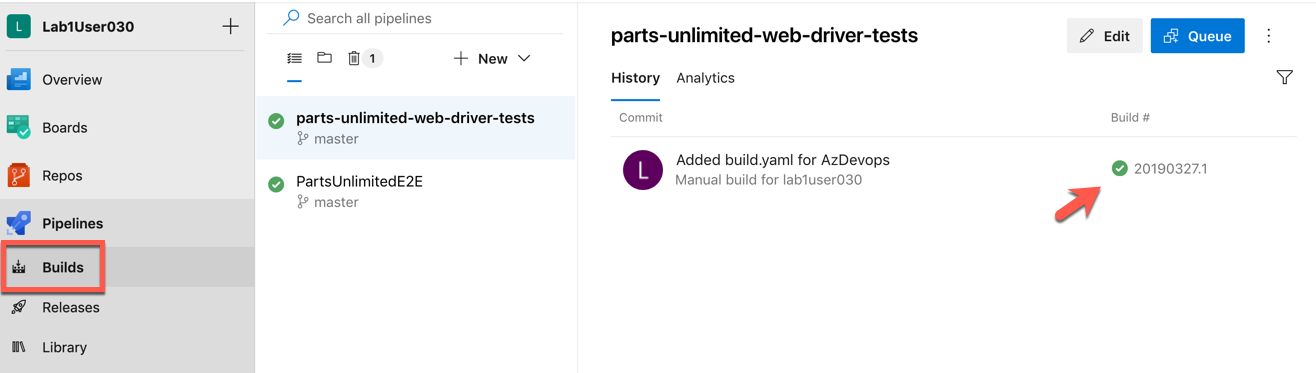 L
Lab1User030
Overview
Boards
Repos
Pipelines
Builds
Releases
Library
Search all pipelines
1
New
parts-unlimited-web-driver-tests
master
PartsUnlimitedE2E
master
parts-unlimited-web-driver-tests
Edit
Queue
History Analytics
Commit Build #
L
Added build.yaml for AzDevops
Manual build for lab1user030
20190327.1